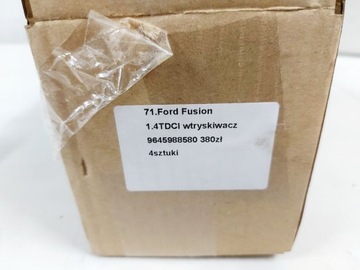 71.Ford Fusion
1.4TDCI wtryskiwacz
9645988580 380zł
4sztuki